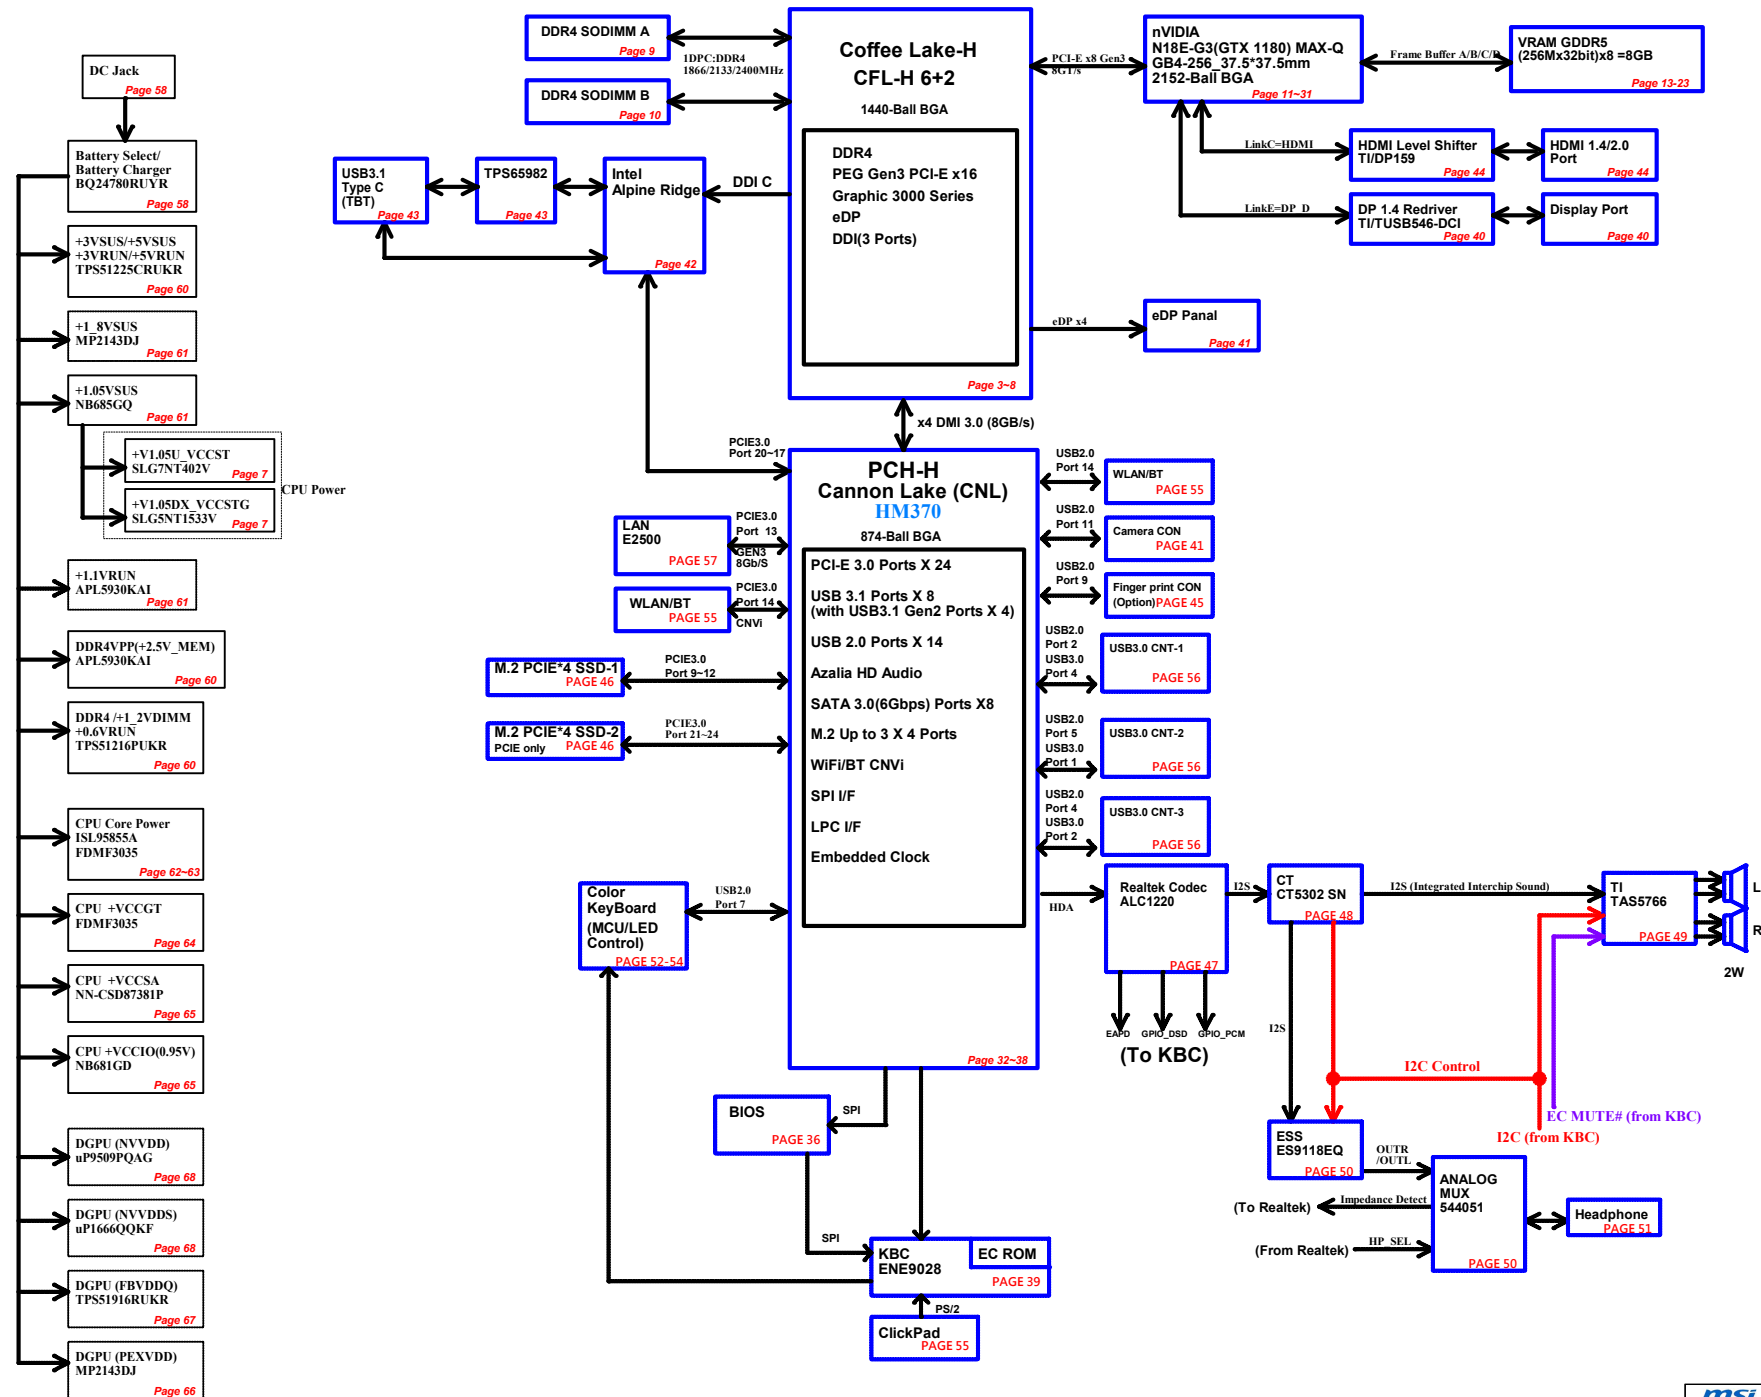 DC Jack
Page 58
Battery Select/
Battery Charger
BQ24780RUYR
Page 58
+3VSUS/+5VSUS
+3VRUN/+5VRUN
TPS51225CRUKR
Page 60
+1_8VSUS
MP2143DJ
Page 61
+1.05VSUS
NB685GQ
Page 61
+V1.05U_VCCST
SLG7NT402V
Page 7
+V1.05DX_VCCSTG
SLG5NT1533V
Page 7
CPU Power
+1.1VRUN
APL5930KAI
Page 61
DDR4VPP(+2.5V_MEM)
APL5930KAI
Page 60
DDR4 /+1_2VDIMM
+0.6VRUN
TPS51216PUKR
Page 60
CPU Core Power
ISL95855A
FDMF3035
Page 62~63
CPU +VCCGT
FDMF3035
Page 64
CPU +VCCSA
NN-CSD87381P
Page 65
CPU +VCCIO(0.95V)
NB681GD
Page 65
DGPU (NVVDD)
uP9509PQAG
Page 68
DGPU (NVVDDS)
uP1666QQKF
Page 68
DGPU (FBVDDQ)
TPS51916RUKR
Page 67
DGPU (PEXVDD)
MP2143DJ
Page 66
DDR4 SODIMM A
Page 9
1DPC:DDR4
1866/2133/2400MHz
DDR4 SODIMM B
Page 10
USB3.1
Type C
(TBT)
Page 43
TPS65982
Page 43
Intel
Alpine Ridge
Page 42
DDI C
Coffee Lake-H
CFL-H 6+2
1440-Ball BGA
DDR4
PEG Gen3 PCI-E x16
Graphic 3000 Series
eDP
DDI(3 Ports)
Page 3~8
PCI-E x8 Gen3
8GT/s
nVIDIA
N18E-G3(GTX 1180) MAX-Q
GB4-256_37.5*37.5mm
2152-Ball BGA
Page 11~31
Frame Buffer A/B/C/D
VRAM GDDR5
(256Mx32bit)x8 =8GB
Page 13-23
LinkC=HDMI
HDMI Level Shifter
TI/DP159
Page 44
HDMI 1.4/2.0
Port
Page 44
LinkE=DP_D
DP 1.4 Redriver
TI/TUSB546-DCI
Page 40
Display Port
Page 40
eDP x4
eDP Panal
Page 41
x4 DMI 3.0 (8GB/s)
PCIE3.0
Port 20~17
PCH-H
Cannon Lake (CNL)
HM370
874-Ball BGA
PCI-E 3.0 Ports X 24
USB 3.1 Ports X 8
(with USB3.1 Gen2 Ports X 4)
USB 2.0 Ports X 14
Azalia HD Audio
SATA 3.0(6Gbps) Ports X8
M.2 Up to 3 X 4 Ports
WiFi/BT CNVi
SPI I/F
LPC I/F
Embedded Clock
Page 32~38
LAN
E2500
PAGE 57
PCIE3.0
Port 13
GEN3
8Gb/S
WLAN/BT
PAGE 55
PCIE3.0
Port 14
CNVi
M.2 PCIE*4 SSD-1
PAGE 46
PCIE3.0
Port 9~12
M.2 PCIE*4 SSD-2
PCIE only
PAGE 46
PCIE3.0
Port 21~24
Color
KeyBoard
(MCU/LED
Control)
PAGE 52-54
USB2.0
Port 7
USB2.0
Port 14
WLAN/BT
PAGE 55
USB2.0
Port 11
Camera CON
PAGE 41
USB2.0
Port 9
Finger print CON
(Option)
PAGE 45
USB2.0
Port 2
USB3.0
Port 4
USB3.0 CNT-1
PAGE 56
USB2.0
Port 5
USB3.0
Port 1
USB3.0 CNT-2
PAGE 56
USB2.0
Port 4
USB3.0
Port 2
USB3.0 CNT-3
PAGE 56
HDA
Realtek Codec
ALC1220
PAGE 47
EAPD
GPIO_DSD
GPIO_PCM
(To KBC)
I2S
CT
CT5302 SN
PAGE 48
I2S (Integrated Interchip Sound)
TI
TAS5766
PAGE 49
L
R
2W
I2S
I2C Control
EC MUTE# (from KBC)
I2C (from KBC)
ESS
ES9118EQ
PAGE 50
OUTR
/OUTL
ANALOG
MUX
544051
PAGE 50
(To Realtek)
Impedance Detect
(From Realtek)
HP_SEL
Headphone
PAGE 51
BIOS
PAGE 36
SPI
SPI
KBC
ENE9028
EC ROM
PAGE 39
PS/2
ClickPad
PAGE 55
msi